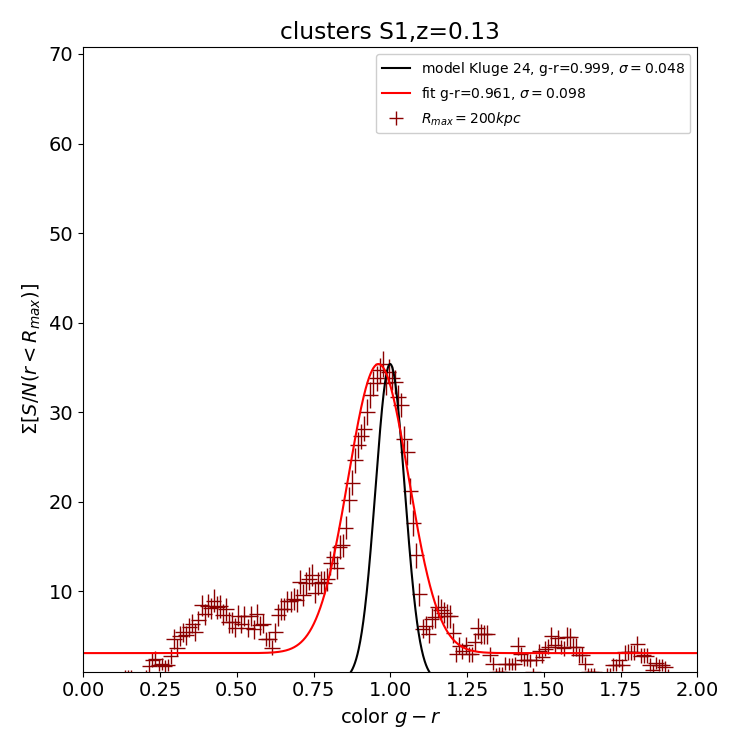 clusters S1,z=0.13
model Kluge 24, g-r=0.999, σ = 0.048
fit g-r=0.961, σ = 0.098
R_max = 200kpc
Σ[S/N(r < R_max)]
70
60
50
40
30
20
10
0.00 0.25 0.50 0.75 1.00 1.25 1.50 1.75 2.00
color g − r